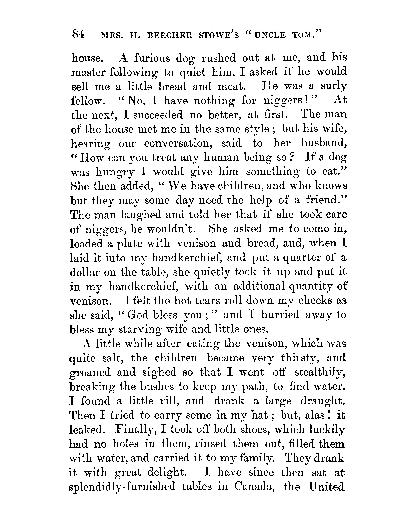 84 MRS. H. BEECHER STOWE'S "UNCLE TOM."
house. A furious dog rushed out at me, and his
master following to quiet him, I asked if he would
sell me a little bread and meat. He was a surly
fellow. "No, I have nothing for niggers!" At
the next, I succeeded no better, at first. The man
of the house met me in the same style; but his wife,
hearing our conversation, said to her husband,
"How can you treat any human being so? If a dog
was hungry I would give him something to eat."
She then added, "We have children, and who knows
but they may some day need the help of a friend."
The man laughed and told her that if she took care
of niggers, he wouldn't. She asked me to come in,
loaded a plate with venison and bread, and, when I
laid it into my handkerchief, and put a quarter of a
dollar on the table, she quietly took it up and put it
in my handkerchief, with an additional quantity of
venison. I felt the hot tears roll down my cheeks as
she said, "God bless you;" and I hurried away to
bless my starving wife and little ones.
A little while after eating the venison, which was
quite salt, the children became very thirsty, and
groaned and sighed so that I went off stealthily,
breaking the bushes to keep my path, to find water.
I found a little rill, and drank a large draught.
Then I tried to carry some in my hat; but, alas! it
leaked. Finally, I took off both shoes, which luckily
had no holes in them, rinsed them out, filled them
with water, and carried it to my family. They drank
it with great delight. I have since then sat at
splendidly-furnished tables in Canada, the United